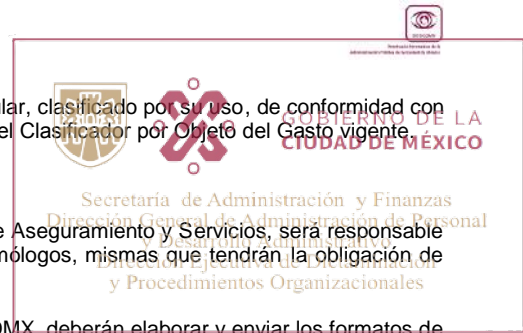 ular, clasificado por su uso, de conformidad con
GOBIERNO DE LA
el Clasificador por Objeto del Gasto vigente.
CIUDAD DE MÉXICO
Secretaría de Administración y Finanzas
Dirección General de Administración de Personal
e Aseguramiento y Servicios, será responsable
y Desarrollo Administrativo
mólogos, mismas que tendrán la obligación de
Dirección Ejecutiva de Dictaminación
y Procedimientos Organizacionales
DMX, deberán elaborar y enviar los formatos de